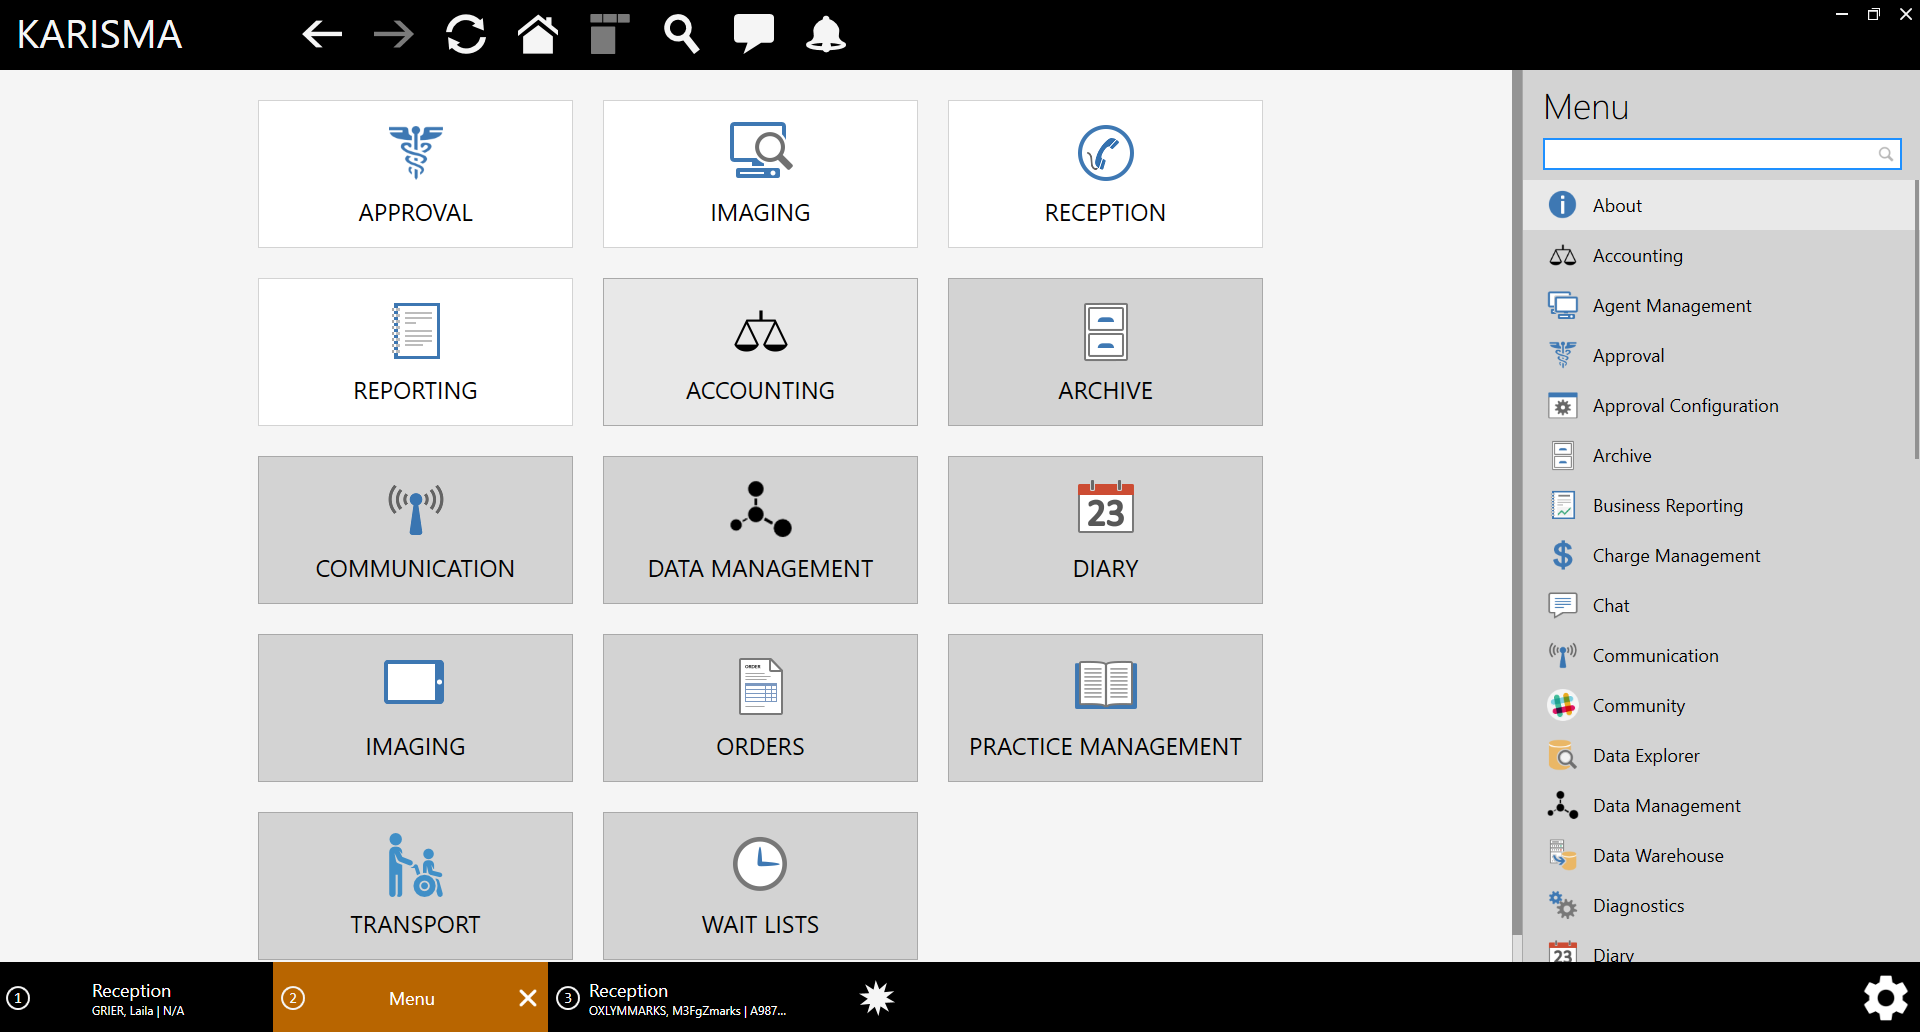 KARISMA
APPROVAL
IMAGING
RECEPTION
REPORTING
ACCOUNTING
ARCHIVE
COMMUNICATION
DATA MANAGEMENT
23
DIARY
IMAGING
ORDER
ORDERS
PRACTICE MANAGEMENT
TRANSPORT
WAIT LISTS
Menu
About
Accounting
Agent Management
Approval
Approval Configuration
Archive
Business Reporting
Charge Management
Chat
Communication
Community
Data Explorer
Data Management
Data Warehouse
Diagnostics
23 Diary
1 Reception
GRIER, Laila | N/A
2 Menu
3 Reception
OXLYMMARKS, M3FgZmarks | A987...